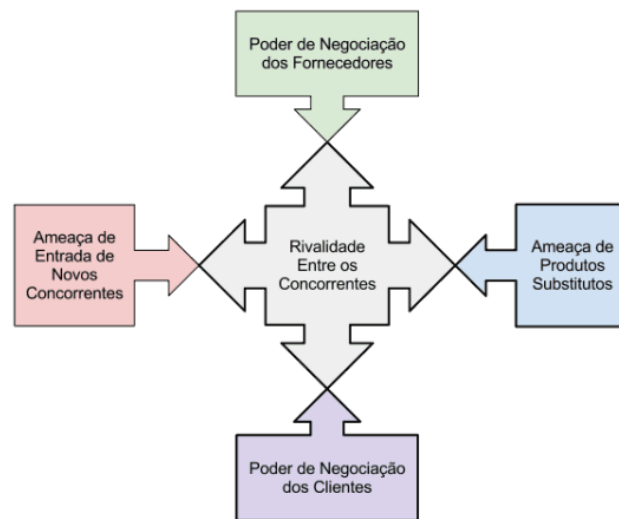 Poder de Negociação
dos Fornecedores
Ameaça de
Entrada de
Novos
Concorrentes
Rivalidade
Entre os
Concorrentes
Ameaça de
Produtos
Substitutos
Poder de Negociação
dos Clientes